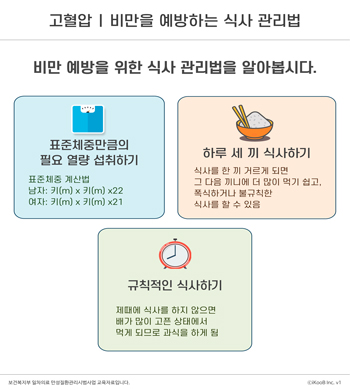 고혈압 | 비만을 예방하는 식사 관리법
비만 예방을 위한 식사 관리법을 알아봅시다.
표준체중만큼의
필요 열량 섭취하기
표준체중 계산법
남자: 키(m) x 키(m) x22
여자: 키(m) x 키(m) x21
하루 세 끼 식사하기
식사를 한 끼 거르게 되면
그 다음 끼니에 더 많이 먹기 쉽고,
폭식하거나 불규칙한
식사를 할 수 있음
규칙적인 식사하기
제때에 식사를 하지 않으면
배가 많이 고픈 상태에서
먹게 되므로 과식을 하게 됨
보건복지부 일차의료 만성질환관리시범사업 교육자료입니다.
ⓒiKooB Inc. v1